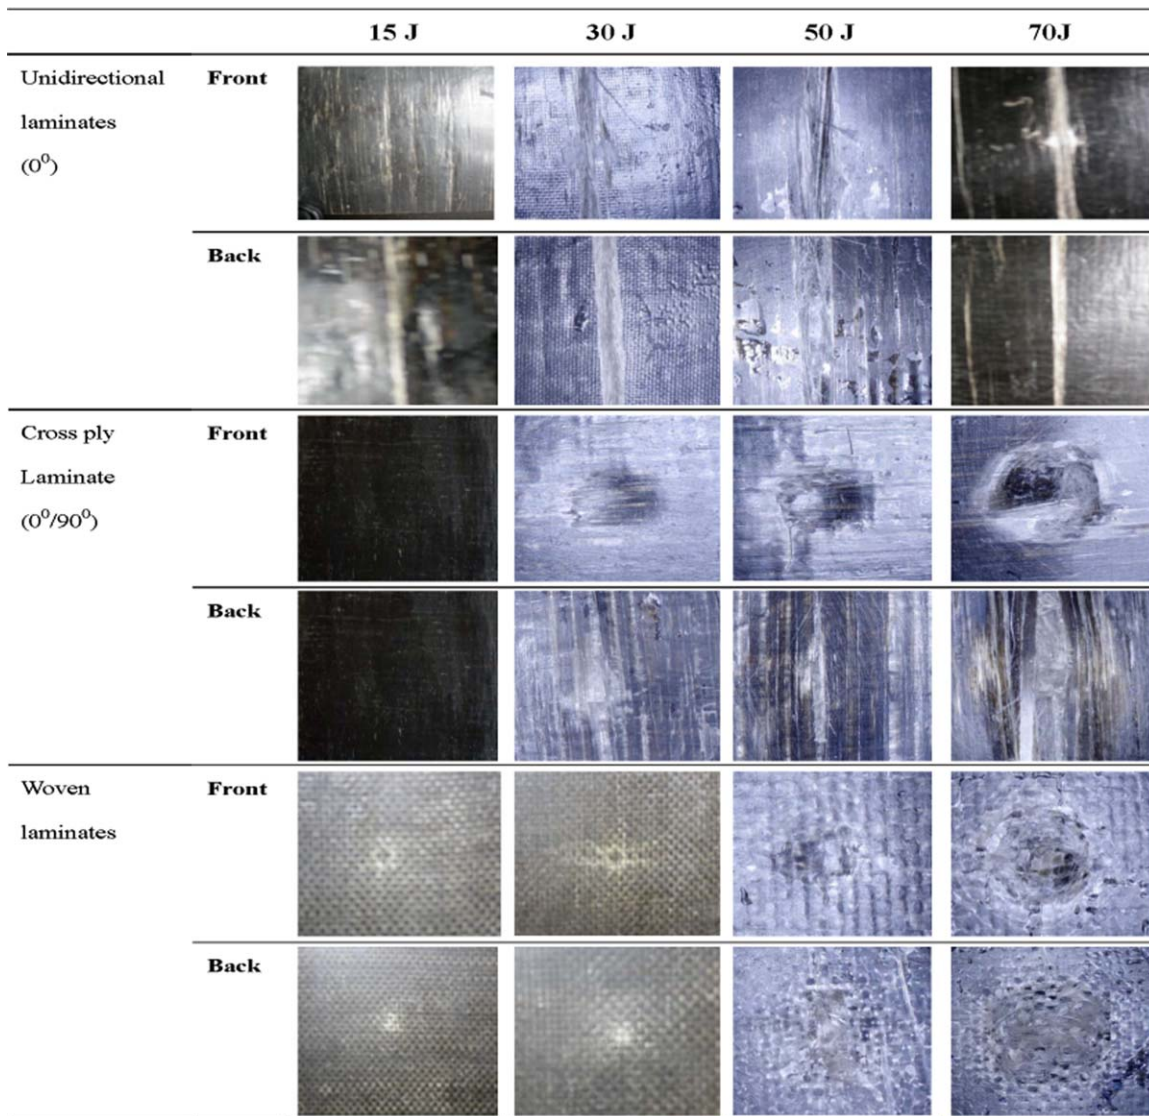 15 J 30 J 50 J 70J
Unidirectional Front
laminates
(0⁰)
Back
Cross ply Front
Laminate
(0⁰/90⁰)
Back
Woven Front
laminates
Back